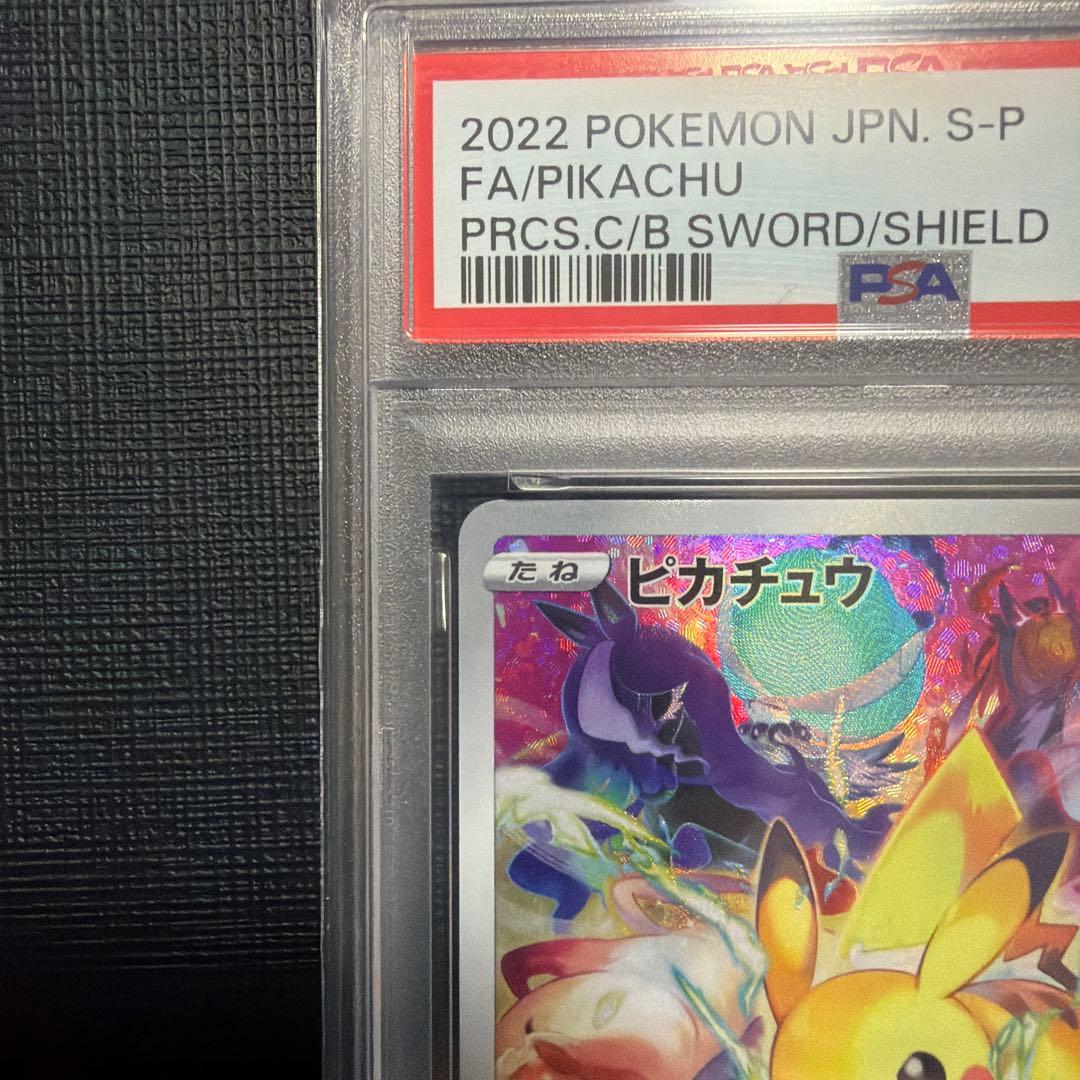 2022 POKEMON JPN. S-P
FA/PIKACHU
PRCS.C/B SWORD/SHIELD
PSA
たね ピカチュウ